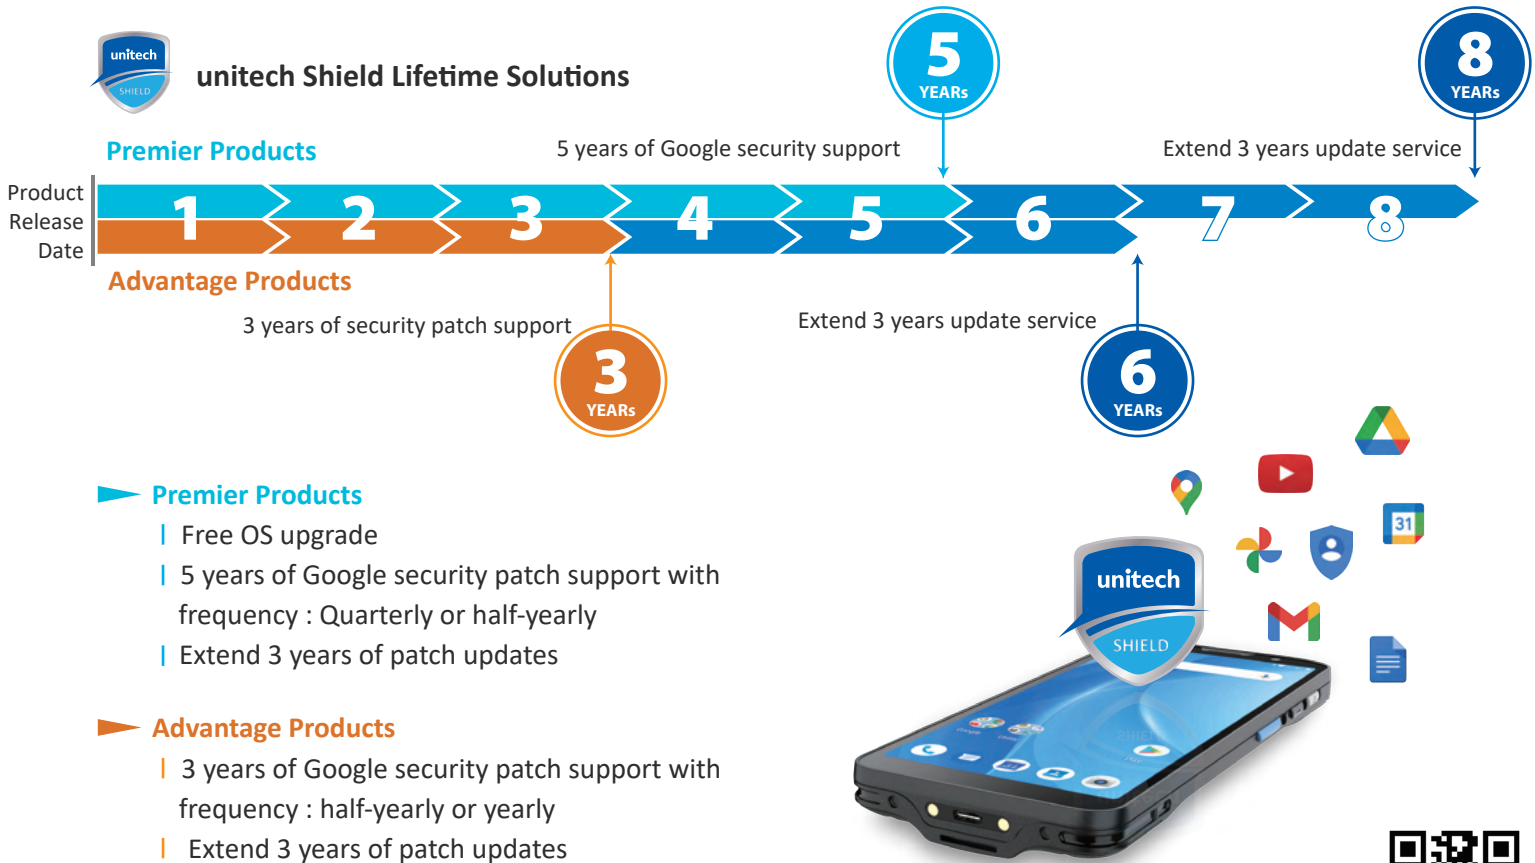 unitech
SHIELD
unitech Shield Lifetime Solutions
5
YEARs
8
YEARs
Premier Products
5 years of Google security support
Extend 3 years update service
Product
Release
Date
1 2 3 4 5 6 7 8
Advantage Products
3 years of security patch support
Extend 3 years update service
3
YEARs
6
YEARs
Premier Products
Free OS upgrade
5 years of Google security patch support with
frequency : Quarterly or half-yearly
Extend 3 years of patch updates
Advantage Products
3 years of Google security patch support with
frequency : half-yearly or yearly
Extend 3 years of patch updates
31
unitech
SHIELD